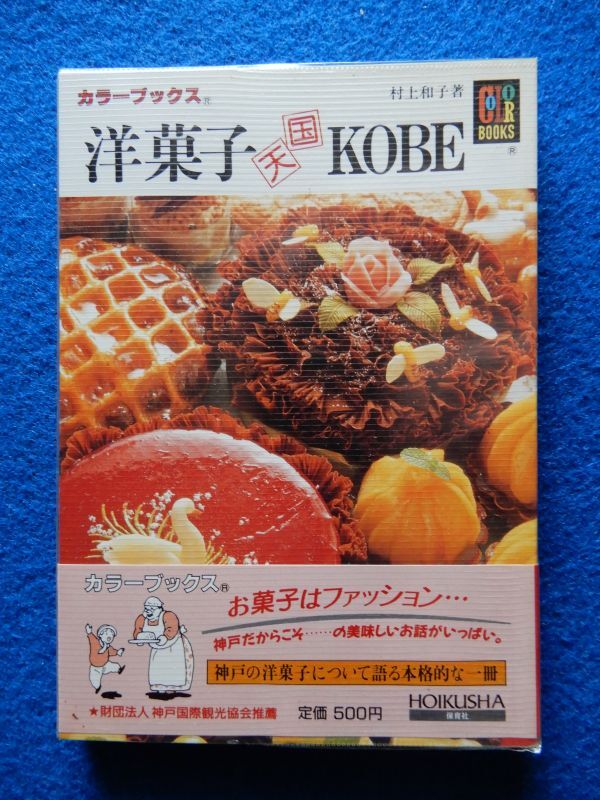 カラーブックス®
村上和子著
COLOR
BOOKS
®
洋菓子天国KOBE
カラーブックス®
お菓子はファッション…
神戸だからこそ……の美味しいお話がいっぱい。
神戸の洋菓子について語る本格的な一冊
★財団法人 神戸国際観光協会推薦
定価 500円
HOIKUSHA
保育社